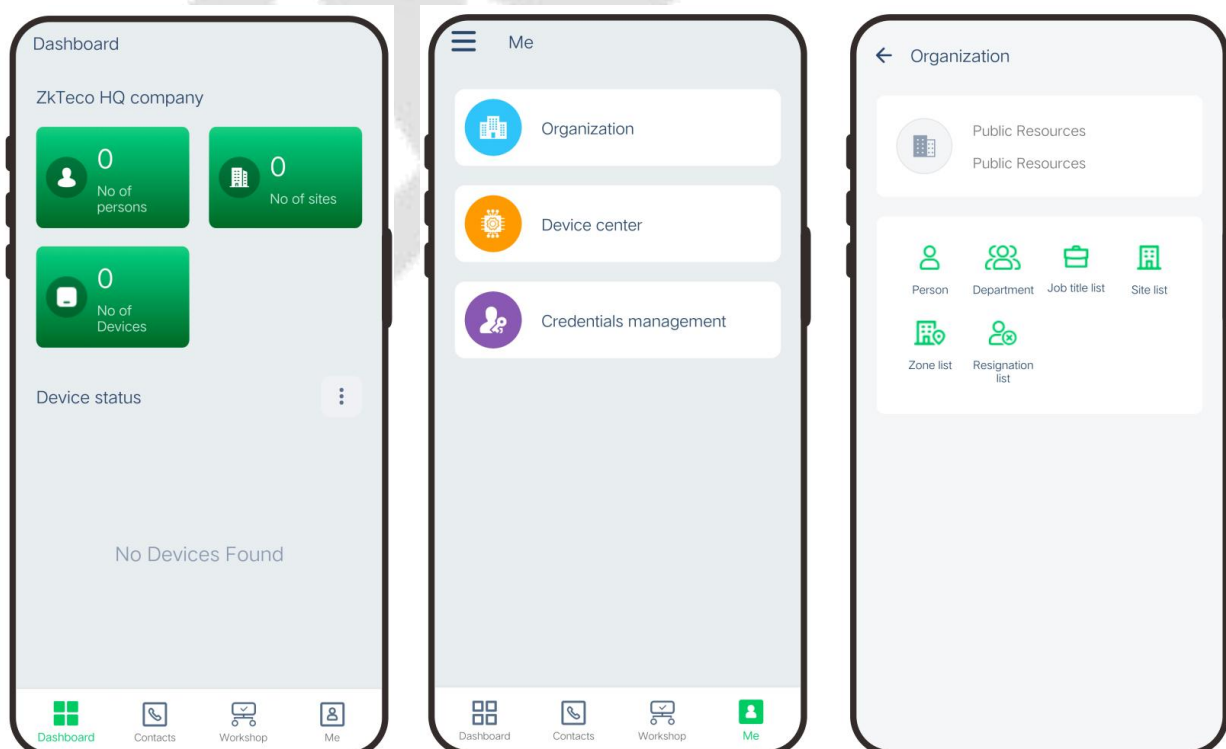 Dashboard
ZkTeco HQ company
0
No of
persons
0
No of sites
0
No of
Devices
Device status
No Devices Found
Dashboard
Contacts
Workshop
Me
Me
Organization
Device center
Credentials management
Dashboard
Contacts
Workshop
Me
Organization
Public Resources
Public Resources
Person
Department
Job title list
Site list
Zone list
Resignation
list